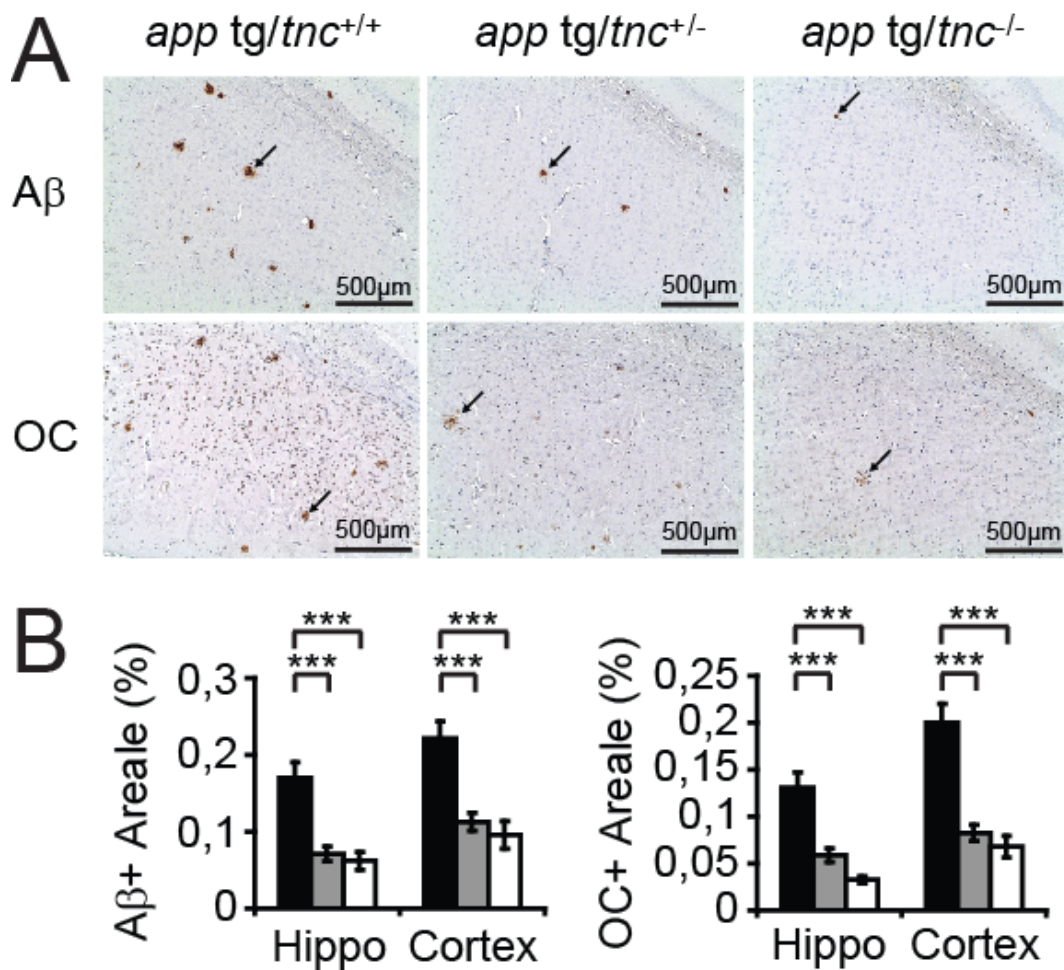 A
app tg/tnc+/+ app tg/tnc+/- app tg/tnc-/-
Aβ
500µm 500µm 500µm
OC
500µm 500µm 500µm
B
Aβ+ Areale (%)
0,3
0,2
0,1
0
*** ***
*** ***
Hippo Cortex
OC+ Areale (%)
0,25
0,2
0,15
0,1
0,05
0
*** ***
*** ***
Hippo Cortex